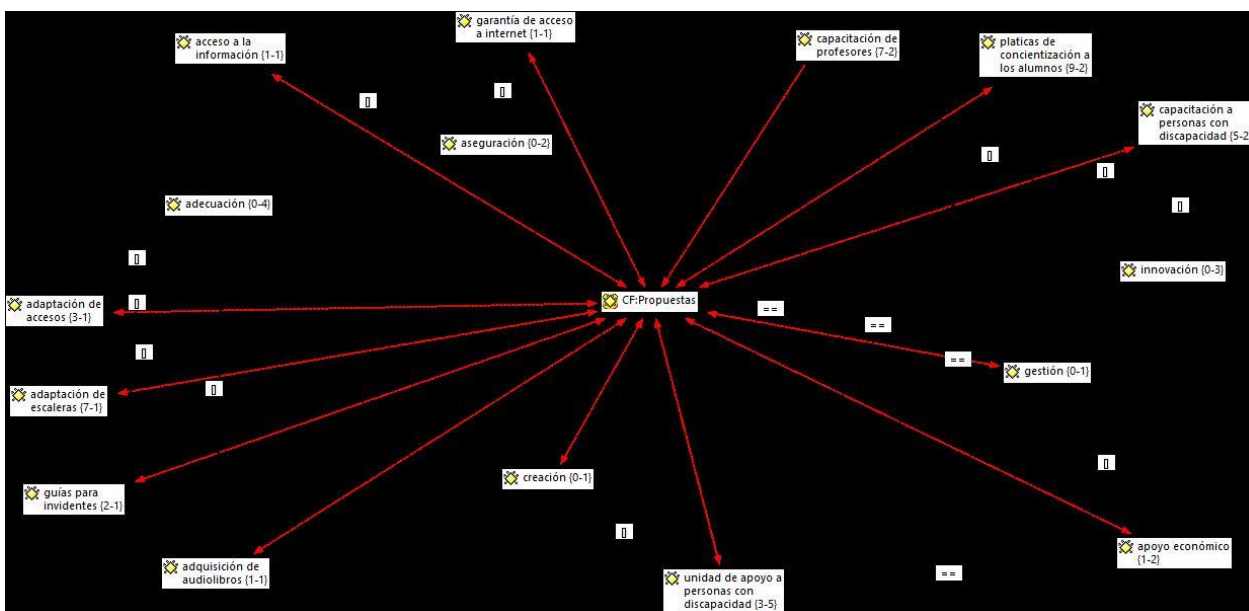 garantía de acceso
a internet {1-1}
acceso a la
información {1-1}
capacitación de
profesores {7-2}
platicas de
concientización a
los alumnos {9-2}
[]
[]
capacitación a
personas con
discapacidad {5-2
aseguración {0-2}
[]
[]
adecuación {0-4}
[]
[]
innovación {0-3}
adaptación de
accesos {3-1}
[]
CF:Propuestas
==
==
[]
==
gestión {0-1}
adaptación de
escaleras {7-1}
[]
[]
creación {0-1}
guías para
invidentes {2-1}
[]
apoyo económico
{1-2}
adquisición de
audiolibros {1-1}
unidad de apoyo a
personas con
discapacidad {3-5}
==